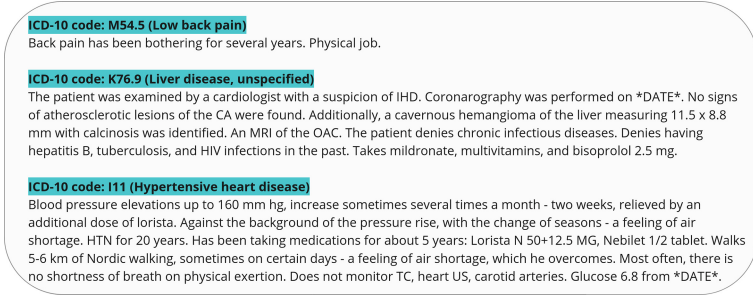 ICD-10 code: M54.5 (Low back pain)
Back pain has been bothering for several years. Physical job.
ICD-10 code: K76.9 (Liver disease, unspecified)
The patient was examined by a cardiologist with a suspicion of IHD. Coronarography was performed on *DATE*. No signs
of atherosclerotic lesions of the CA were found. Additionally, a cavernous hemangioma of the liver measuring 11.5 x 8.8
mm with calcinosis was identified. An MRI of the OAC. The patient denies chronic infectious diseases. Denies having
hepatitis B, tuberculosis, and HIV infections in the past. Takes mildronate, multivitamins, and bisoprolol 2.5 mg.
ICD-10 code: I11 (Hypertensive heart disease)
Blood pressure elevations up to 160 mm hg, increase sometimes several times a month - two weeks, relieved by an
additional dose of lorista. Against the background of the pressure rise, with the change of seasons - a feeling of air
shortage. HTN for 20 years. Has been taking medications for about 5 years: Lorista N 50+12.5 MG, Nebilet 1/2 tablet. Walks
5-6 km of Nordic walking, sometimes on certain days - a feeling of air shortage, which he overcomes. Most often, there is
no shortness of breath on physical exertion. Does not monitor TC, heart US, carotid arteries. Glucose 6.8 from *DATE*.